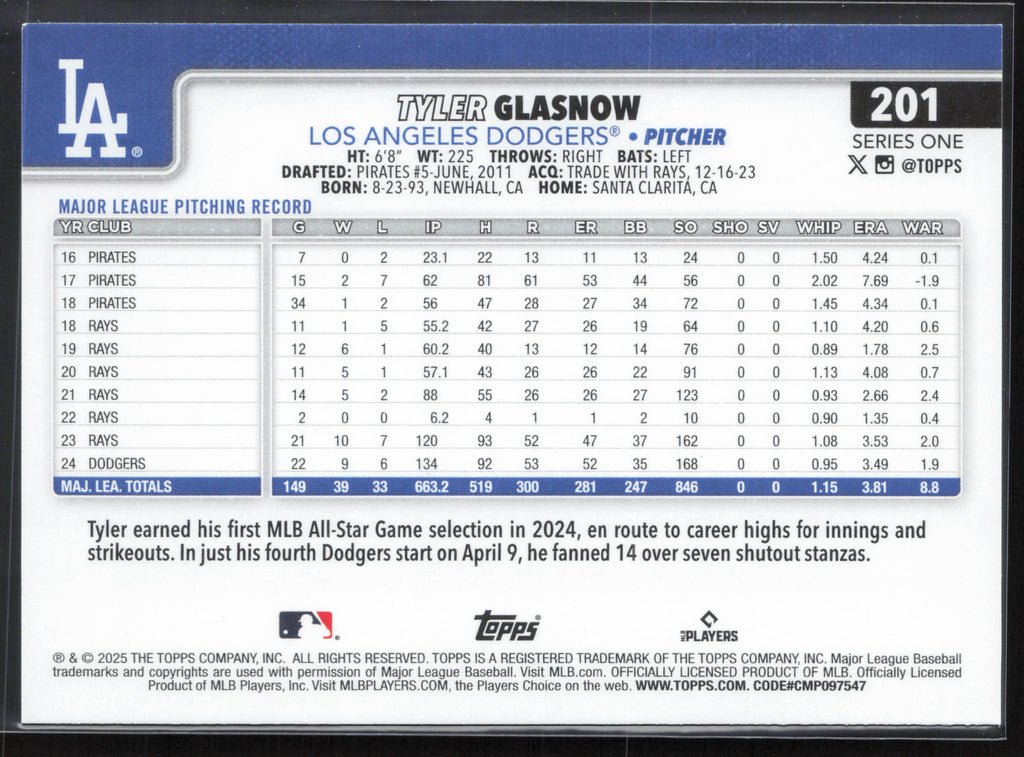 LA®
TYLER GLASNOW
201
LOS ANGELES DODGERS® • PITCHER
SERIES ONE
HT: 6'8" WT: 225 THROWS: RIGHT BATS: LEFT
DRAFTED: PIRATES #5-JUNE, 2011 ACQ: TRADE WITH RAYS, 12-16-23
@TOPPS
BORN: 8-23-93, NEWHALL, CA HOME: SANTA CLARITA, CA
MAJOR LEAGUE PITCHING RECORD
YR CLUB G W L IP H R ER BB SO SHO SV WHIP ERA WAR
16 PIRATES 7 0 2 23.1 22 13 11 13 24 0 0 1.50 4.24 0.1
17 PIRATES 15 2 7 62 81 61 53 44 56 0 0 2.02 7.69 -1.9
18 PIRATES 34 1 2 56 47 28 27 34 72 0 0 1.45 4.34 0.1
18 RAYS 11 1 5 55.2 42 27 26 19 64 0 0 1.10 4.20 0.6
19 RAYS 12 6 1 60.2 40 13 12 14 76 0 0 0.89 1.78 2.5
20 RAYS 11 5 1 57.1 43 26 26 22 91 0 0 1.13 4.08 0.7
21 RAYS 14 5 2 88 55 26 26 27 123 0 0 0.93 2.66 2.4
22 RAYS 2 0 0 6.2 4 1 1 2 10 0 0 0.90 1.35 0.4
23 RAYS 21 10 7 120 93 52 47 37 162 0 0 1.08 3.53 2.0
24 DODGERS 22 9 6 134 92 53 52 35 168 0 0 0.95 3.49 1.9
MAJ. LEA. TOTALS 149 39 33 663.2 519 300 281 247 846 0 0 1.15 3.81 8.8
Tyler earned his first MLB All-Star Game selection in 2024, en route to career highs for innings and
strikeouts. In just his fourth Dodgers start on April 9, he fanned 14 over seven shutout stanzas.
Topps®
MLB PLAYERS
® & © 2025 THE TOPPS COMPANY, INC. ALL RIGHTS RESERVED. TOPPS IS A REGISTERED TRADEMARK OF THE TOPPS COMPANY, INC. Major League Baseball
trademarks and copyrights are used with permission of Major League Baseball. Visit MLB.com. OFFICIALLY LICENSED PRODUCT OF MLB. Officially Licensed
Product of MLB Players, Inc. Visit MLBPLAYERS.COM, the Players Choice on the web. WWW.TOPPS.COM. CODE#CMP097547